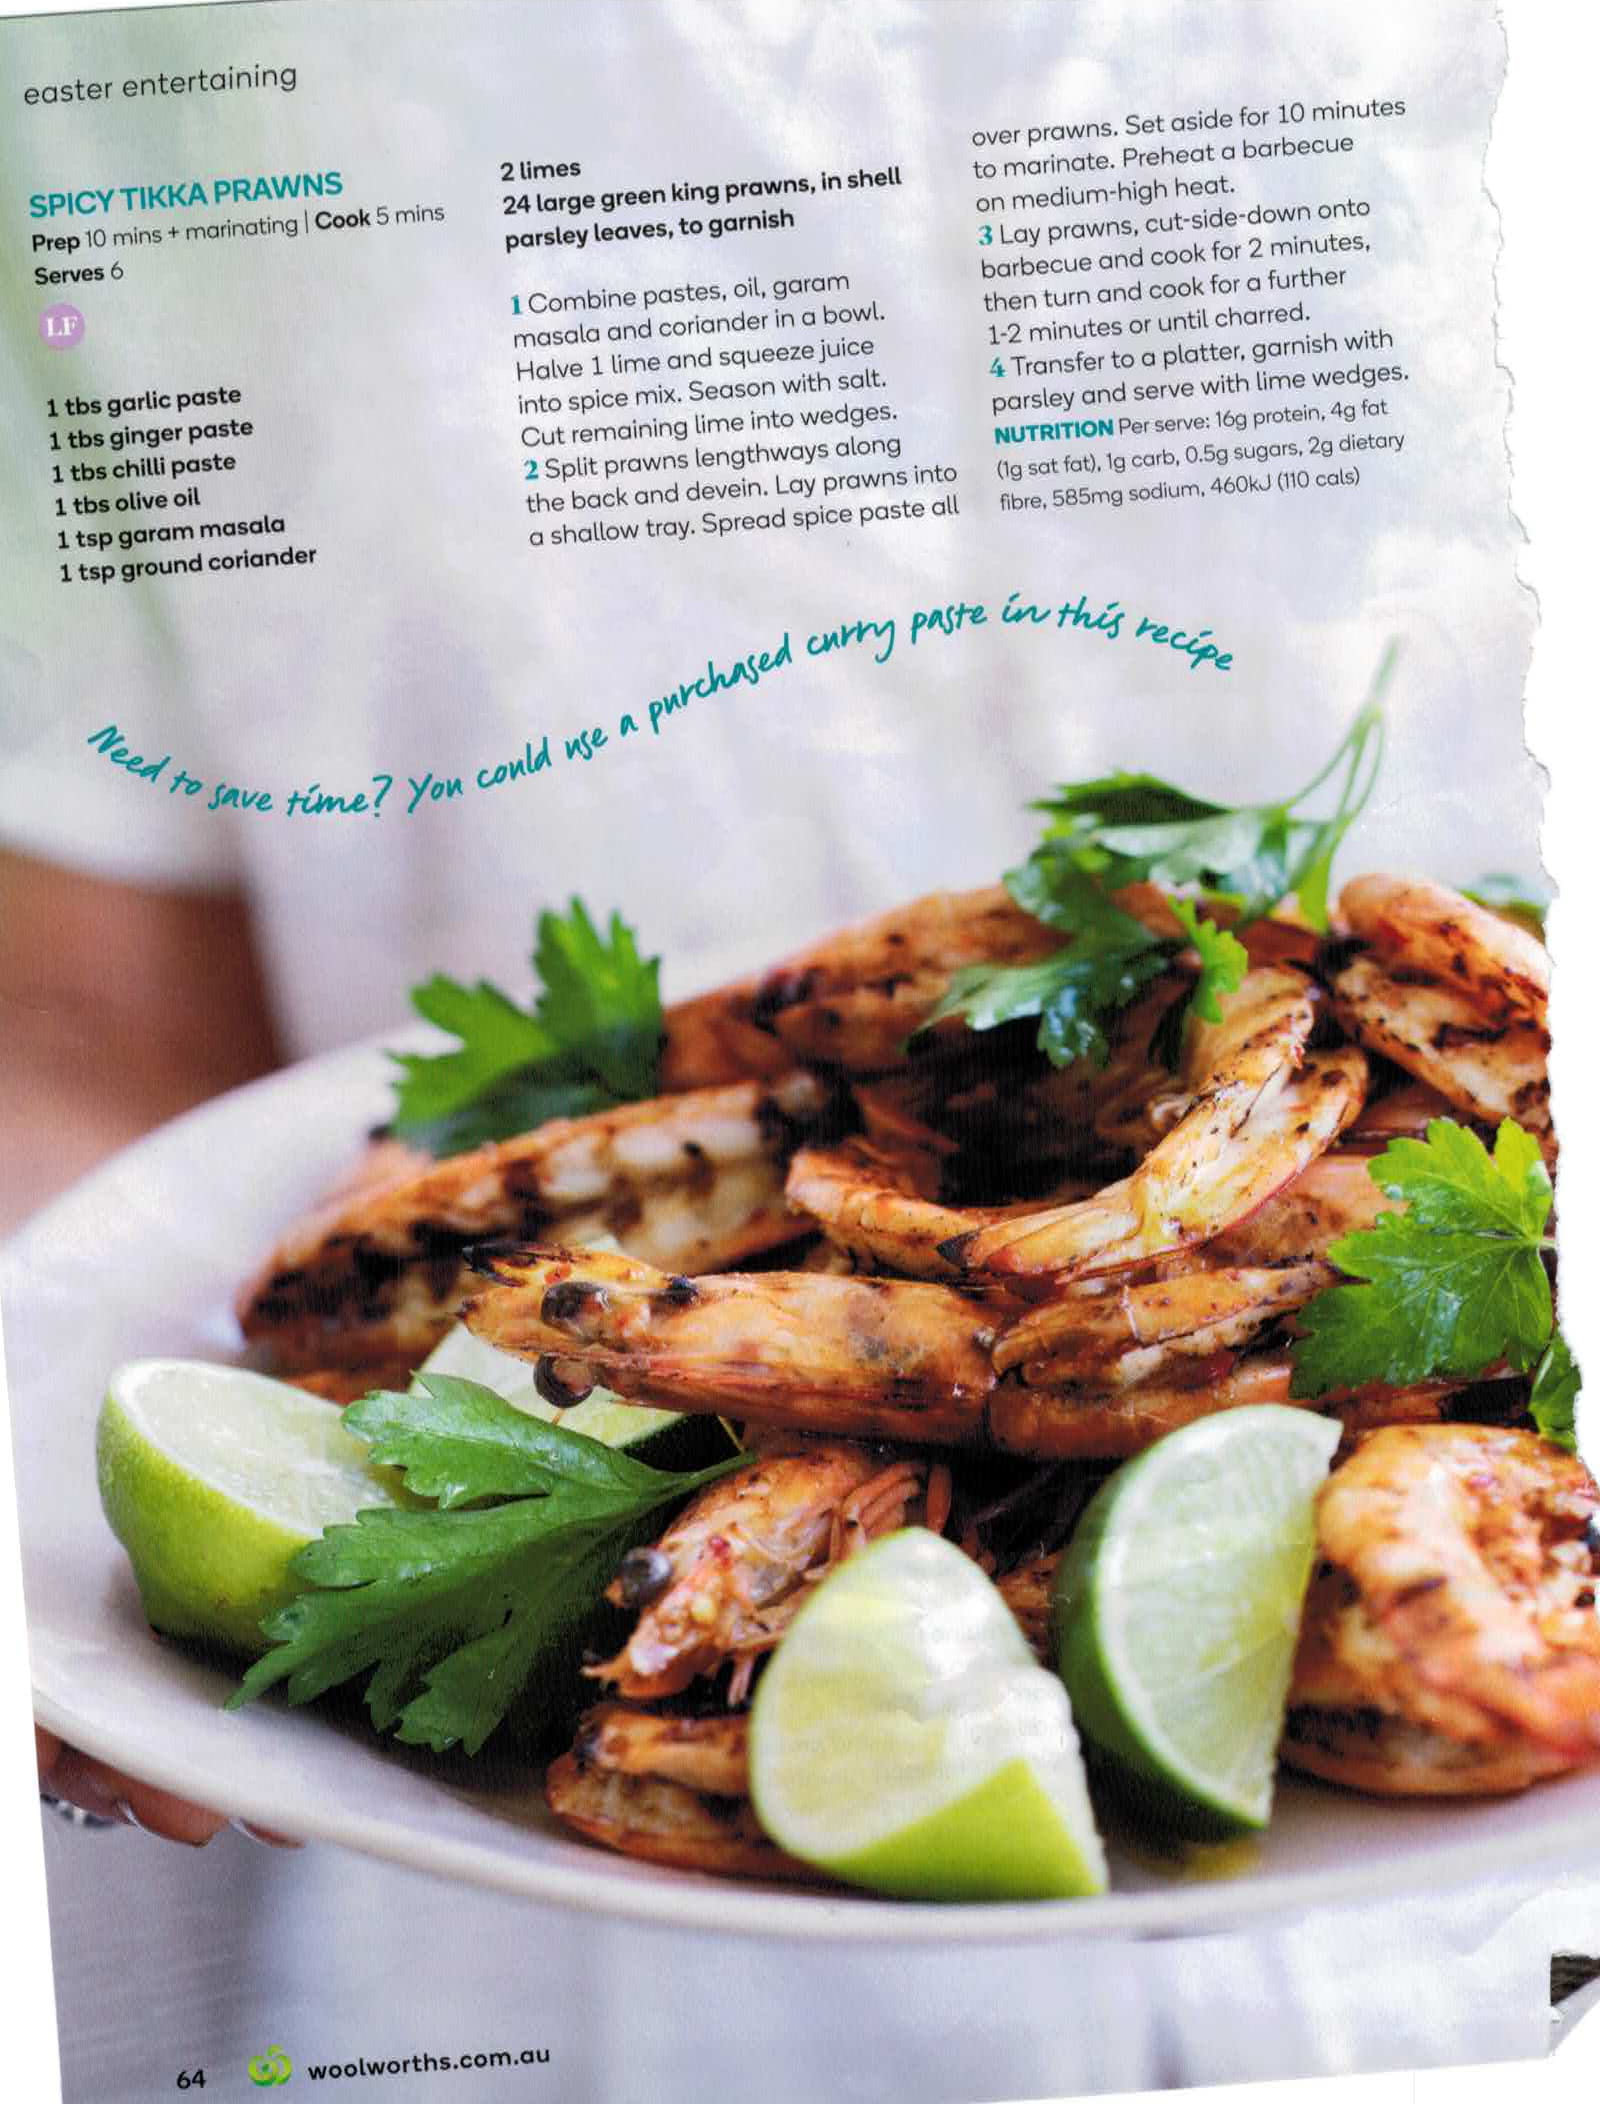 easter entertaining
SPICY TIKKA PRAWNS
Prep 10 mins + marinating | Cook 5 mins
Serves 6
LF
1 tbs garlic paste
1 tbs ginger paste
1 tbs chilli paste
1 tbs olive oil
1 tsp garam masala
1 tsp ground coriander
2 limes
24 large green king prawns, in shell
parsley leaves, to garnish
1 Combine pastes, oil, garam
masala and coriander in a bowl.
Halve 1 lime and squeeze juice
into spice mix. Season with salt.
Cut remaining lime into wedges.
2 Split prawns lengthways along
the back and devein. Lay prawns into
a shallow tray. Spread spice paste all
over prawns. Set aside for 10 minutes
to marinate. Preheat a barbecue
on medium-high heat.
3 Lay prawns, cut-side-down onto
barbecue and cook for 2 minutes,
then turn and cook for a further
1-2 minutes or until charred.
4 Transfer to a platter, garnish with
parsley and serve with lime wedges.
NUTRITION Per serve: 16g protein, 4g fat
(1g sat fat), 1g carb, 0.5g sugars, 2g dietary
fibre, 585mg sodium, 460kJ (110 cals)
Need to save time? You could use a purchased curry paste in this recipe
64 woolworths.com.au